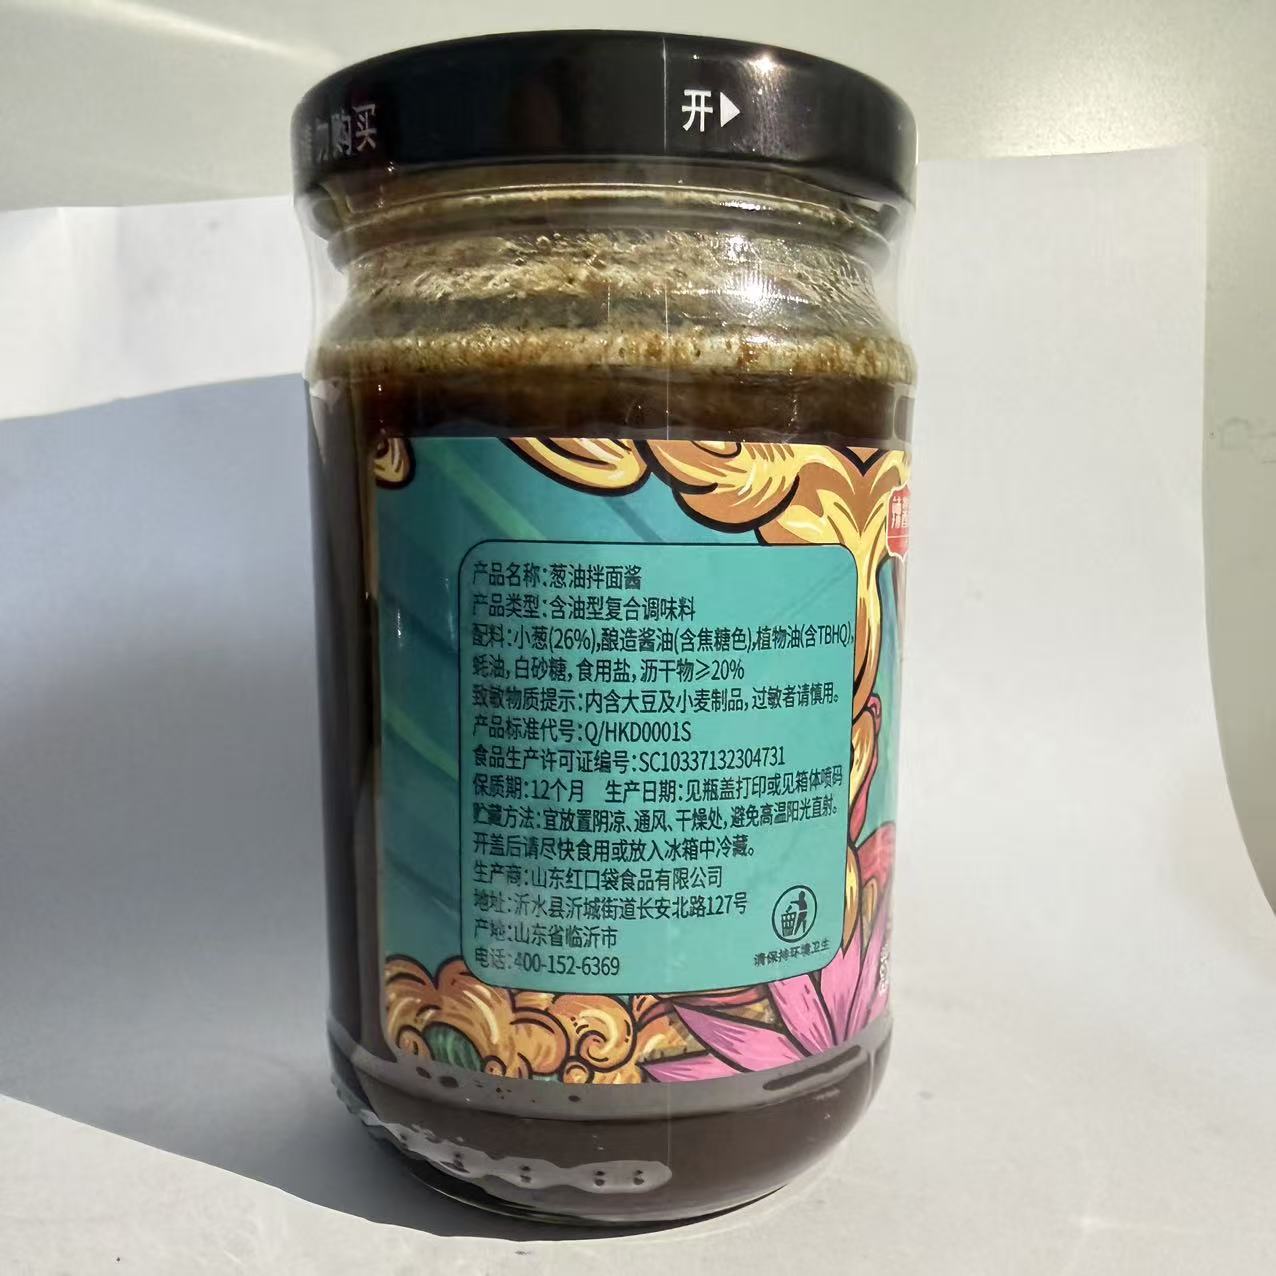 勿购买
开
产品名称:葱油拌面酱
产品类型:含油型复合调味料
配料:小葱(26%),酿造酱油(含焦糖色),植物油(含TBHQ),
蚝油,白砂糖,食用盐,沥干物≥20%
致敏物质提示:内含大豆及小麦制品,过敏者请慎用。
产品标准代号:Q/HKD0001S
食品生产许可证编号:SC10337132304731
保质期:12个月 生产日期:见瓶盖打印或见箱体喷码
贮藏方法:宜放置阴凉、通风、干燥处,避免高温阳光直射。
开盖后请尽快食用或放入冰箱中冷藏。
生产商:山东红口袋食品有限公司
地址:沂水县沂城街道长安北路127号
产地:山东省临沂市
电话:400-152-6369
请保持环境卫生